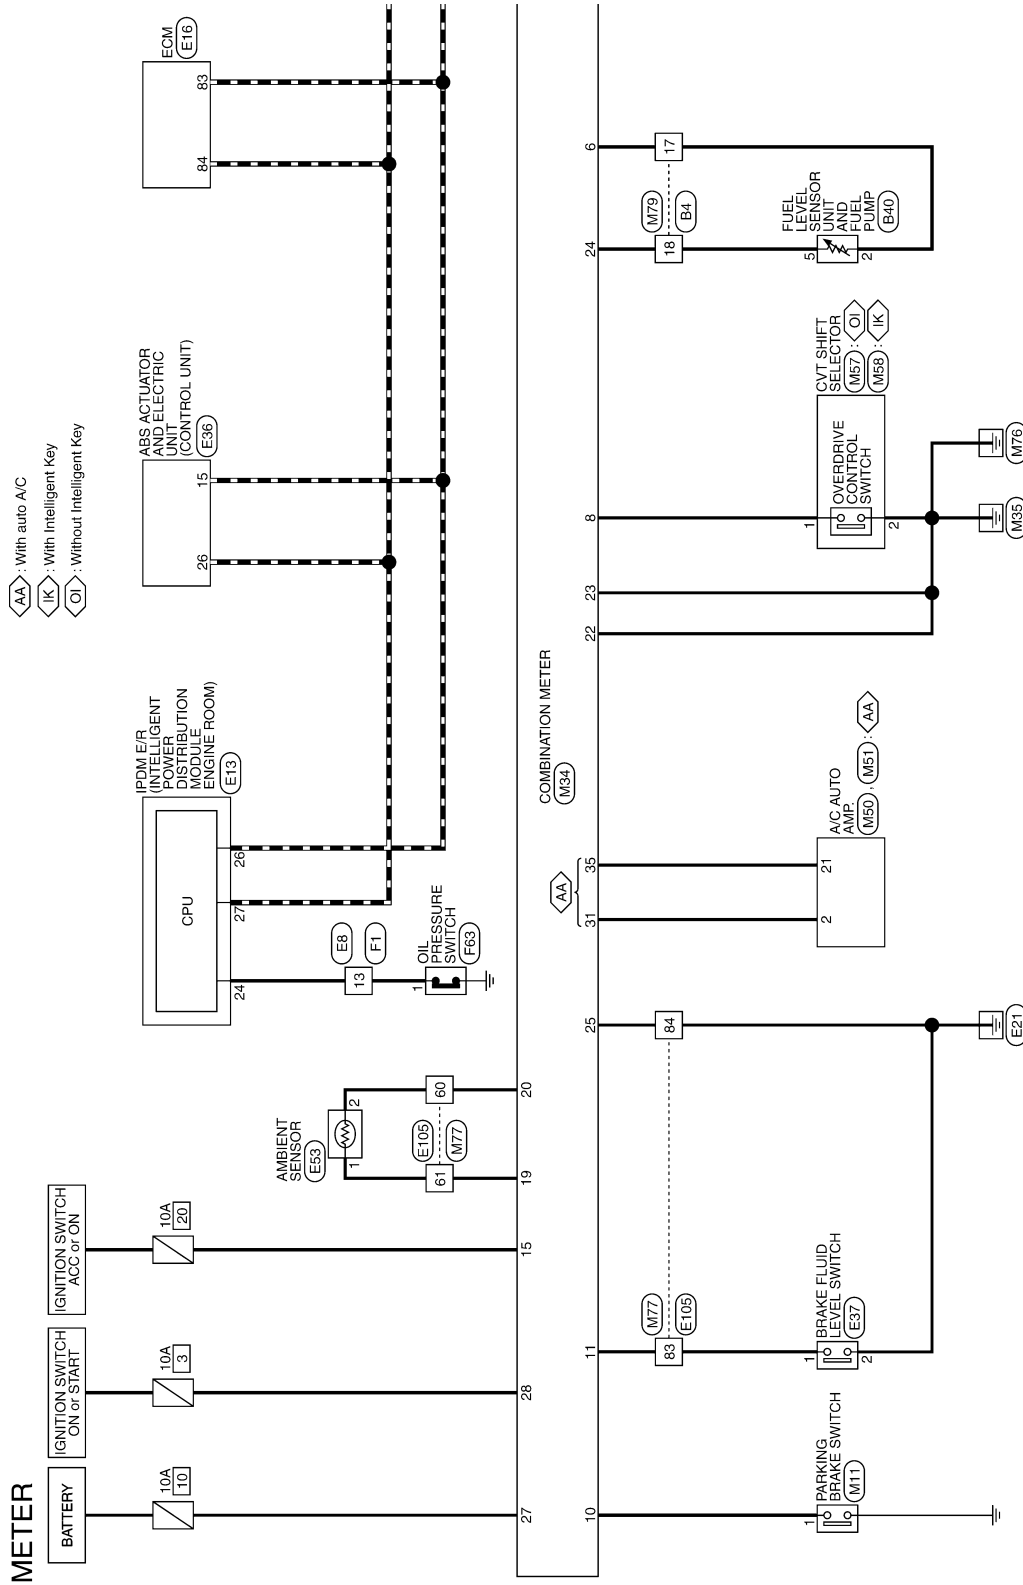 METER
BATTERY
10A
10
27
IGNITION SWITCH
ON or START
10A
3
28
IGNITION SWITCH
ACC or ON
10A
20
15
AMBIENT
SENSOR
E53
1
2
E105
M77
61
60
19
20
AA : With auto A/C
IK : With Intelligent Key
OI : Without Intelligent Key
IPDM E/R
(INTELLIGENT
POWER
DISTRIBUTION
MODULE
ENGINE ROOM)
E13
CPU
24
27
26
E8
F1
13
OIL
PRESSURE
SWITCH
F63
1
ABS ACTUATOR
AND ELECTRIC
UNIT
(CONTROL UNIT)
E36
26
15
ECM
E16
84
83
COMBINATION METER
M34
10
11
25
AA
31
35
22
23
8
24
6
PARKING
BRAKE SWITCH
M11
1
M77
E105
83
84
BRAKE FLUID
LEVEL SWITCH
E37
1
2
E21
A/C AUTO
AMP.
M50 , M51 : AA
2
21
CVT SHIFT
SELECTOR
M57 : OI
M58 : IK
OVERDRIVE
CONTROL
SWITCH
1
2
M35
M76
M79
B4
18
17
FUEL
LEVEL
SENSOR
UNIT
AND
FUEL
PUMP
B40
5
2